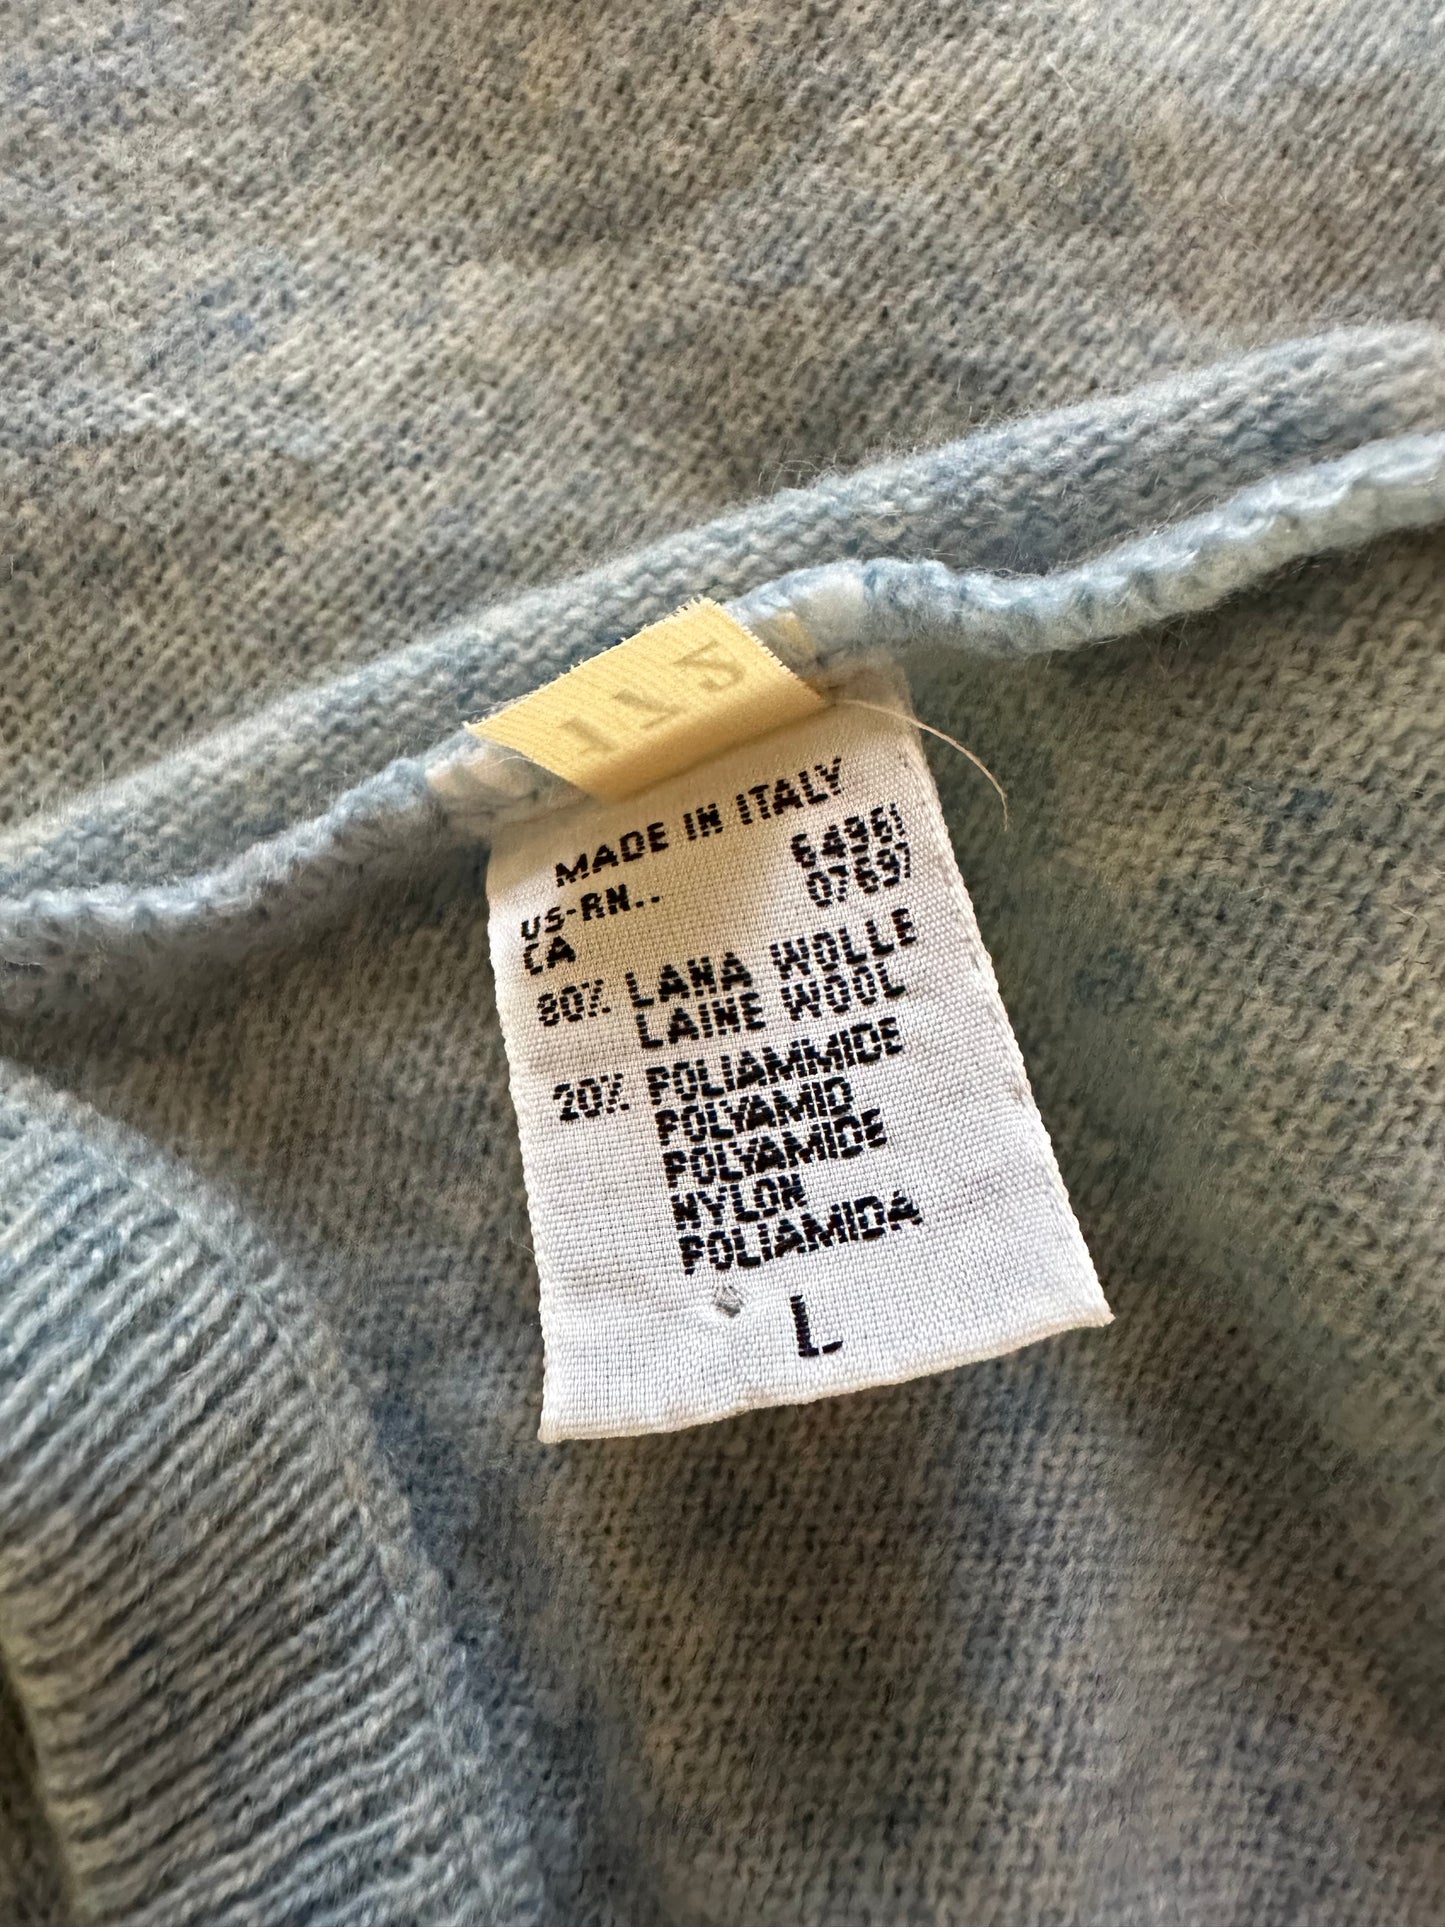 MADE IN ITALY
US-RN.. 64961
CA 07697
80% LANA WOLLE
LAINE WOOL
20% POLIAMMIDE
POLYAMID
POLYAMIDE
NYLON
POLIAMIDA
L